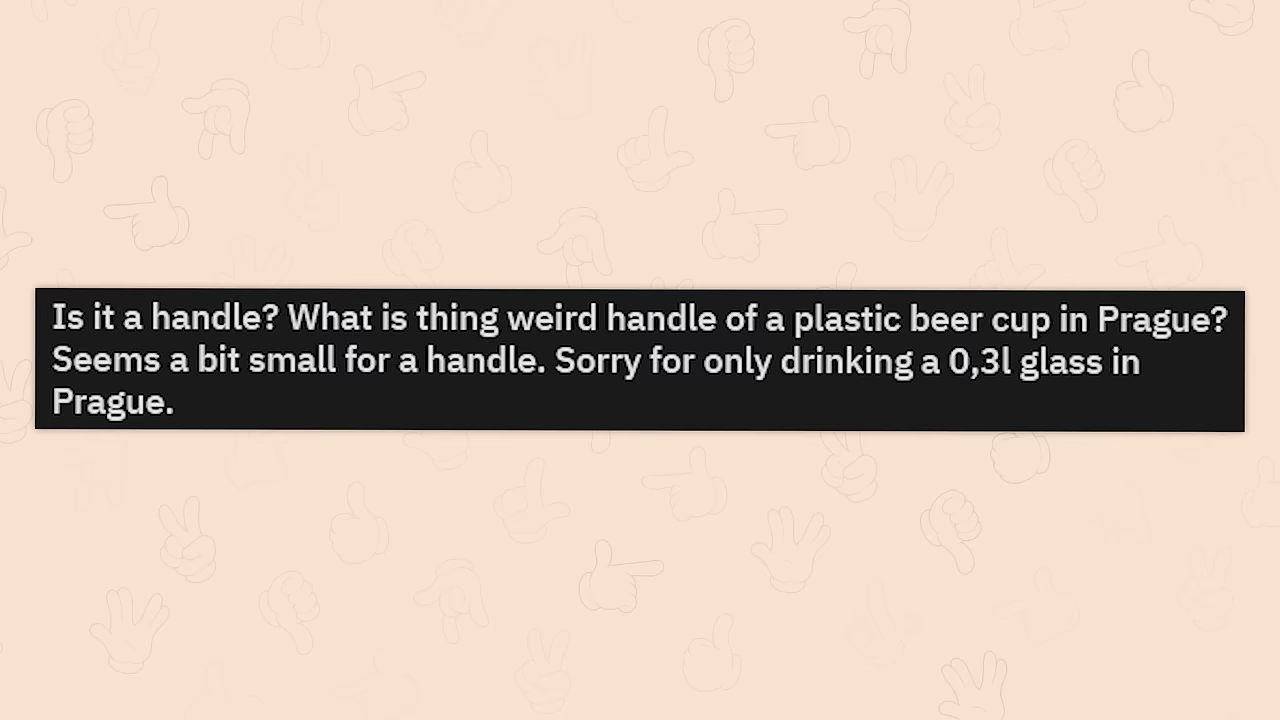 Is it a handle? What is thing weird handle of a plastic beer cup in Prague?
Seems a bit small for a handle. Sorry for only drinking a 0,3l glass in
Prague.